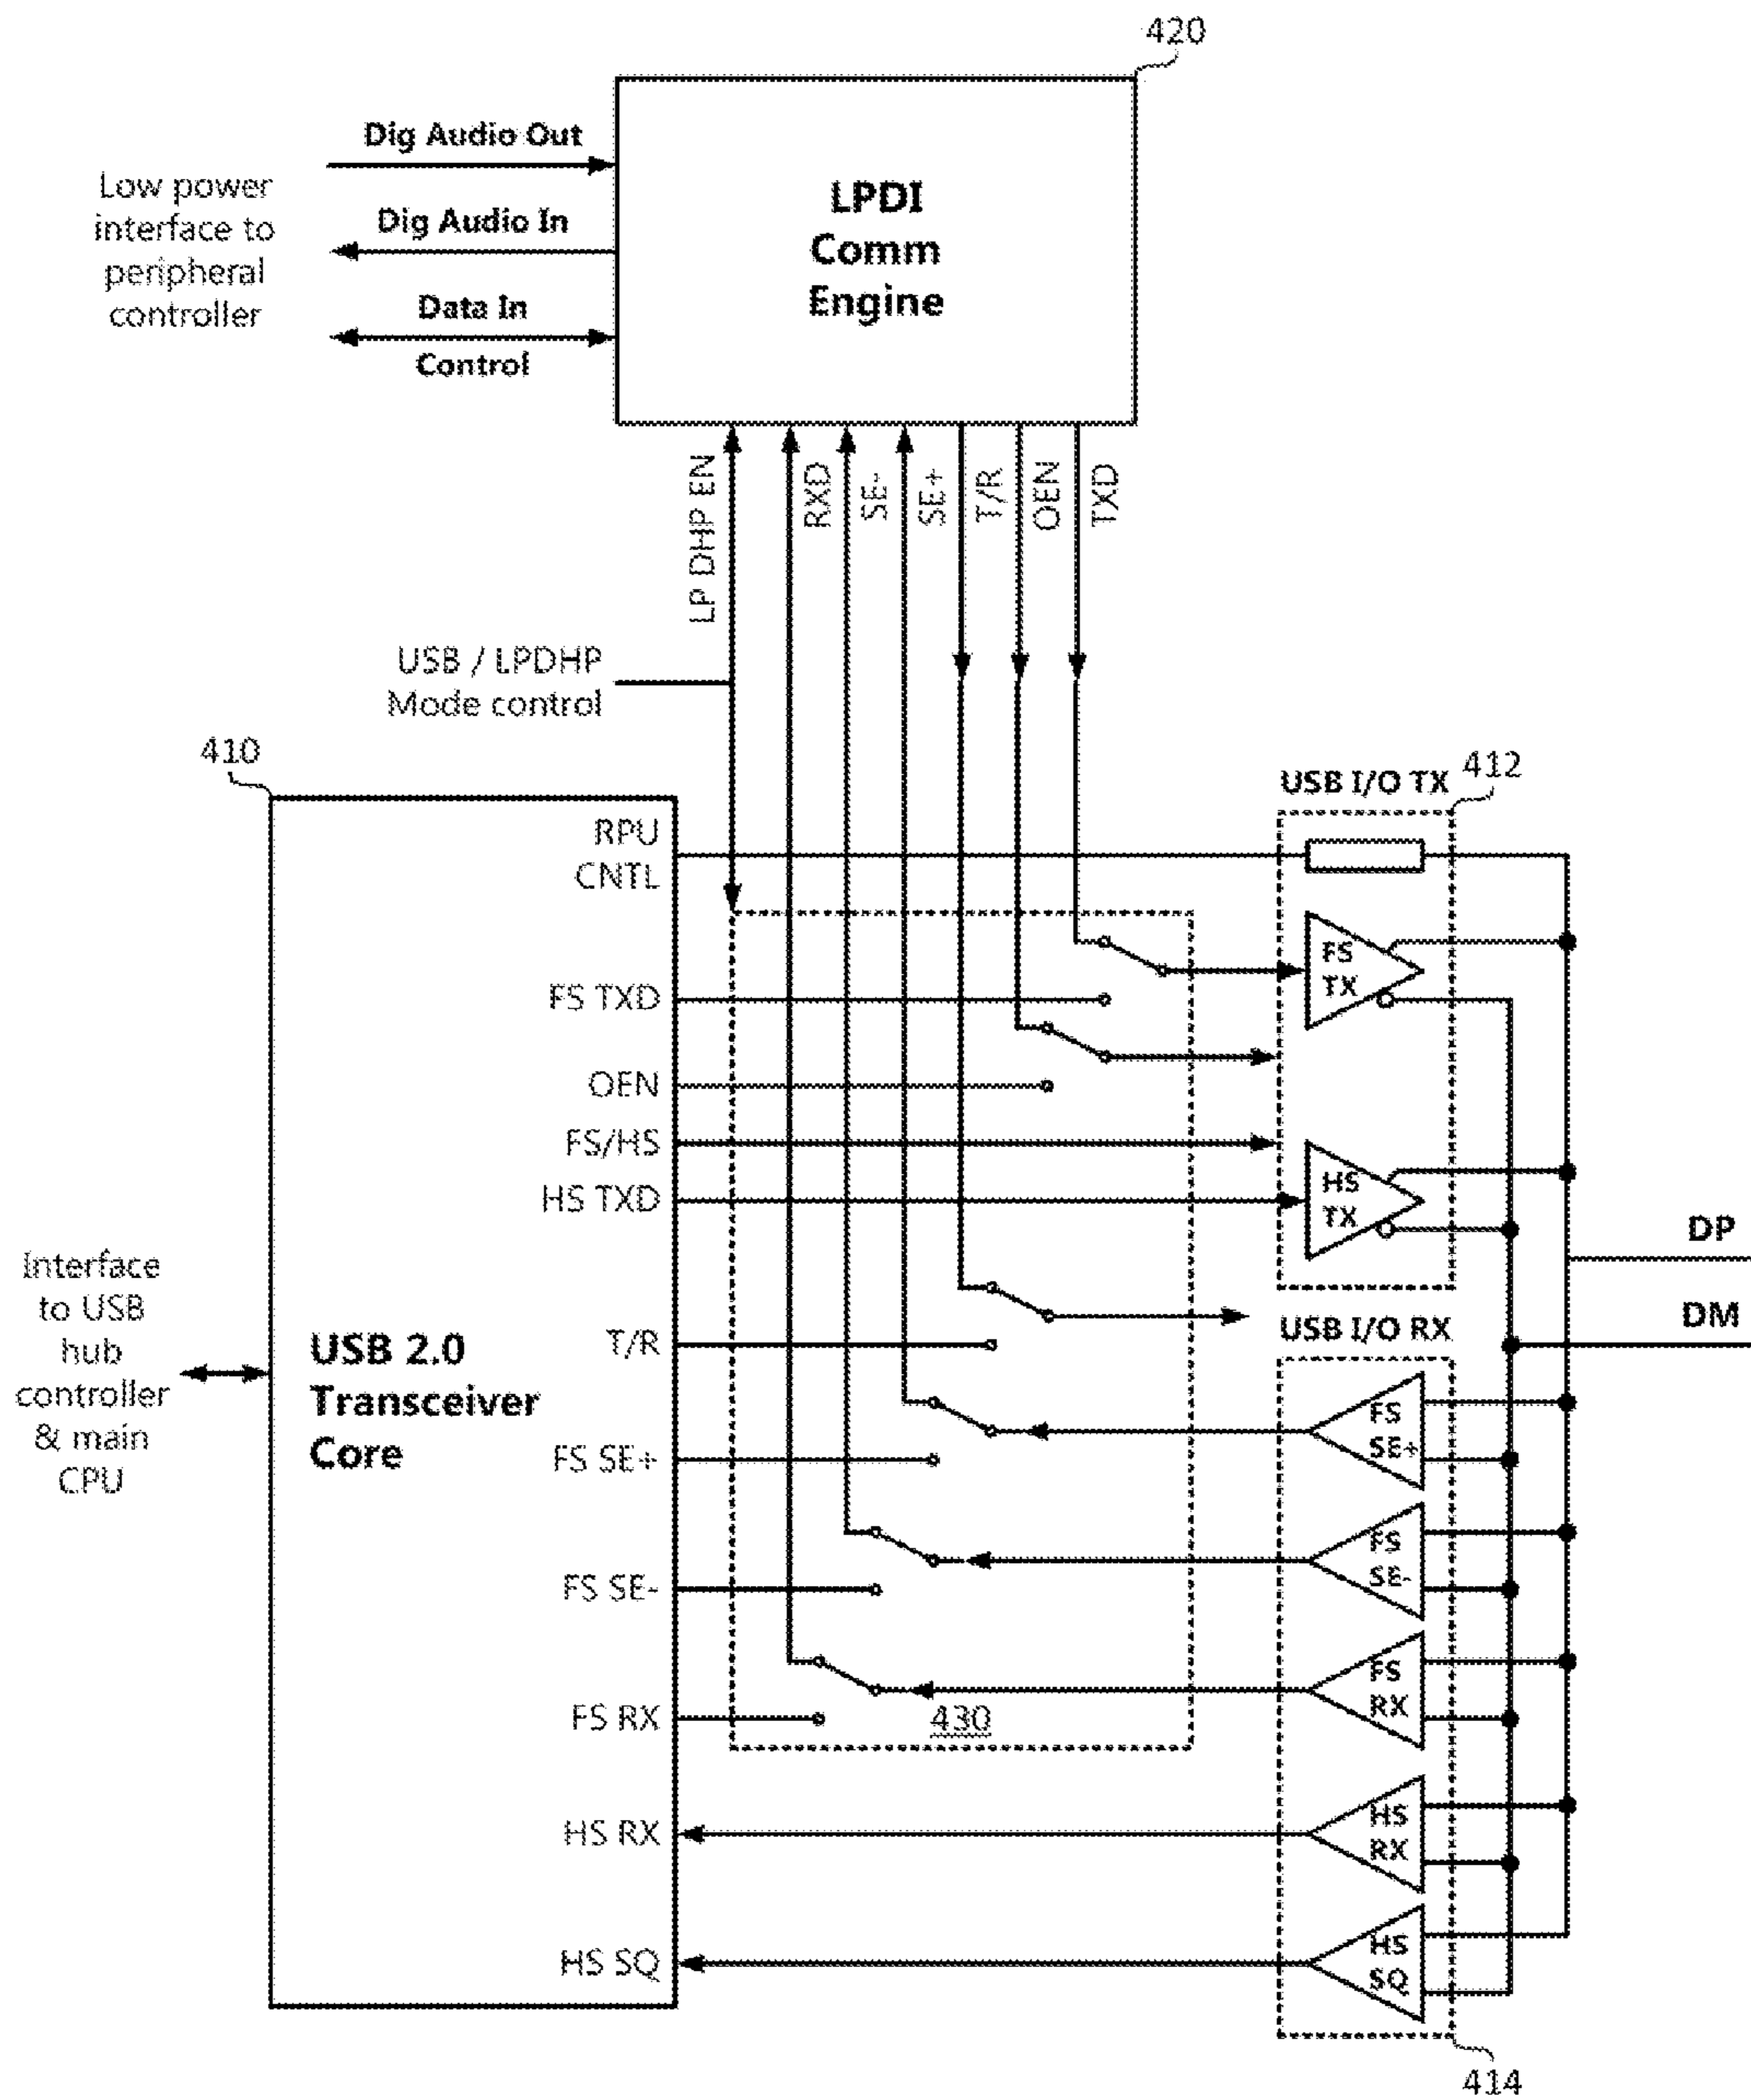 420
Dig Audio Out
Low power
interface to
peripheral
controller
Dig Audio In
Data In
Control
LPDI
Comm
Engine
LP DHP EN
RXD
SE-
SE+
T/R
OEN
TXD
USB / LPDHP
Mode control
410
USB I/O TX
412
RPU
CNTL
FS
TX
FS TXD
OEN
FS/HS
HS TXD
HS
TX
DP
DM
Interface
to USB
hub
controller
& main
CPU
USB 2.0
Transceiver
Core
T/R
USB I/O RX
FS
SE+
FS SE+
FS
SE-
FS SE-
FS
RX
FS RX
430
HS
RX
HS RX
HS
SQ
HS SQ
414